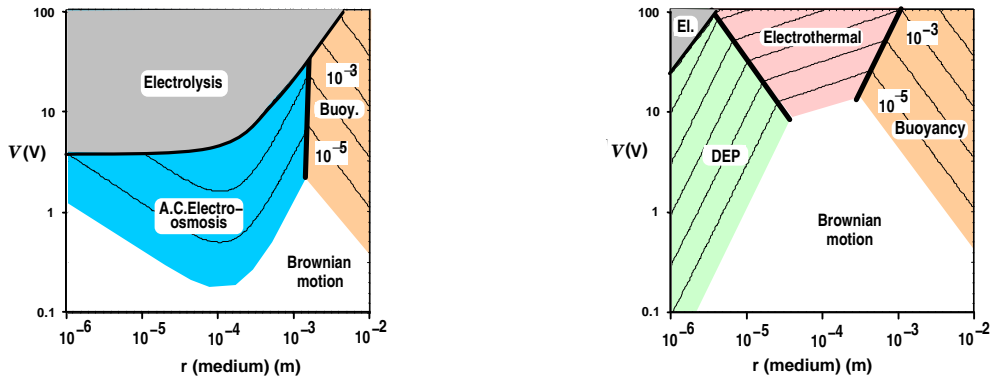 100
10
1
0.1
V(V)
Electrolysis
10⁻³
Buoy.
10⁻⁵
A.C.Electro–
osmosis
Brownian
motion
10⁻⁶ 10⁻⁵ 10⁻⁴ 10⁻³ 10⁻²
r (medium) (m)
100
10
1
0.1
V(V)
El.
Electrothermal
10⁻³
10⁻⁵
Buoyancy
DEP
Brownian
motion
10⁻⁶ 10⁻⁵ 10⁻⁴ 10⁻³ 10⁻²
r (medium) (m)